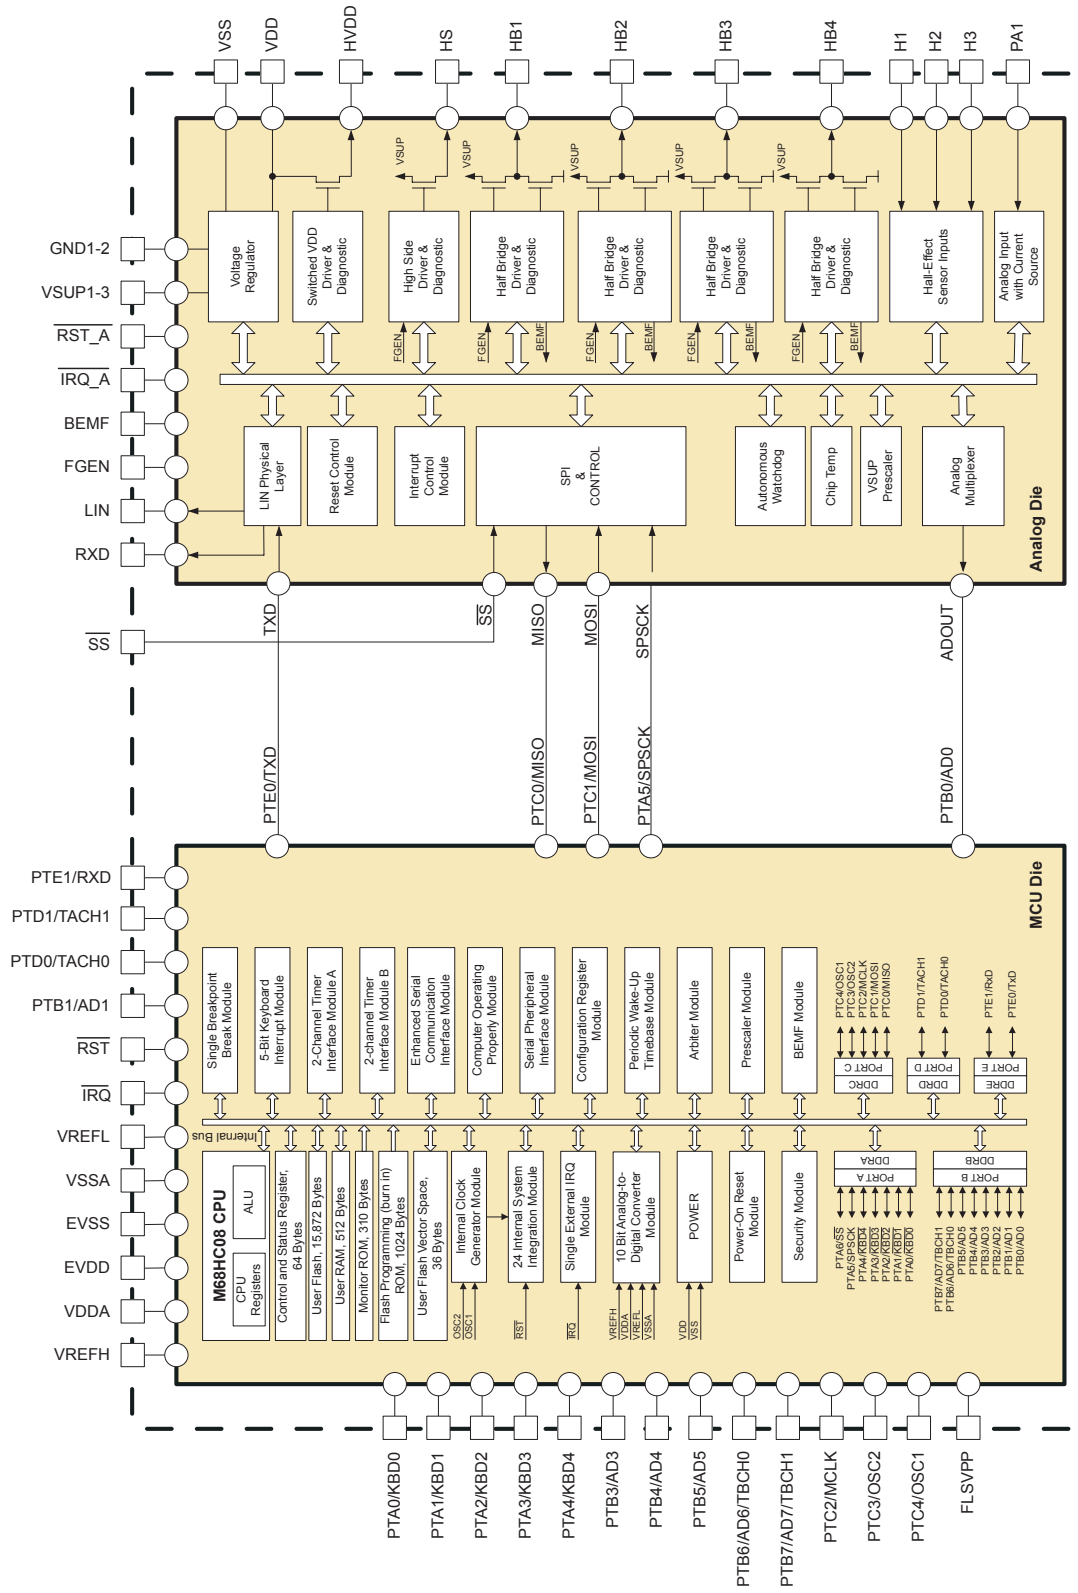 VSS
VDD
HVDD
HS
HB1
HB2
HB3
HB4
H1
H2
H3
PA1
GND1-2
VSUP1-3
RST_A
IRQ_A
BEMF
FGEN
LIN
RXD
SS
VSUP
VSUP
VSUP
VSUP
VSUP
Voltage
Regulator
Switched VDD
Driver &
Diagnostic
High Side
Driver &
Diagnostic
Half Bridge
Driver &
Diagnostic
Half Bridge
Driver &
Diagnostic
Half Bridge
Driver &
Diagnostic
Half Bridge
Driver &
Diagnostic
Hall-Effect
Sensor Inputs
Analog Input
with Current
Source
FGEN
FGEN
BEMF
FGEN
BEMF
FGEN
BEMF
FGEN
BEMF
LIN Physical
Layer
Reset Control
Module
Interrupt
Control
Module
SPI
&
CONTROL
Autonomous
Watchdog
Chip Temp
VSUP
Prescaler
Analog
Multiplexer
Analog Die
TXD
SS
MISO
MOSI
SPSCK
ADOUT
PTE0/TXD
PTC0/MISO
PTC1/MOSI
PTA5/SPSCK
PTB0/AD0
PTE1/RXD
PTD1/TACH1
PTD0/TACH0
PTB1/AD1
RST
IRQ
VREFL
VSSA
EVSS
EVDD
VDDA
VREFH
MCU Die
Single Breakpoint
Break Module
5-Bit Keyboard
Interrupt Module
2-Channel Timer
Interface Module A
2-channel Timer
Interface Module B
Enhanced Serial
Communication
Interface Module
Computer Operating
Properly Module
Serial Pheripheral
Interface Module
Configuration Register
Module
Periodic Wake-Up
Timebase Module
Arbiter Module
Prescaler Module
BEMF Module
PTC4/OSC1
PTC3/OSC2
PTC2/MCLK
PTC1/MOSI
PTC0/MISO
PORT C
DDRC
PTD1/TACH1
PTD0/TACH0
PORT D
DDRD
PTE1/RxD
PTE0/TxD
PORT E
DDRE
Internal Bus
M68HC08 CPU
ALU
CPU
Registers
Control and Status Register,
64 Bytes
User Flash, 15,872 Bytes
User RAM, 512 Bytes
Monitor ROM, 310 Bytes
Flash Programming (burn in)
ROM, 1024 Bytes
User Flash Vector Space,
36 Bytes
Internal Clock
Generator Module
OSC2
OSC1
24 Internal System
Integration Module
RST
Single External IRQ
Module
IRQ
10 Bit Analog-to-
Digital Converter
Module
VREFH
VDDA
VREFL
VSSA
POWER
VDD
VSS
Power-On Reset
Module
Security Module
DDRA
PORT A
PTA6/SS
PTA5/SPSCK
PTA4/KBD4
PTA3/KBD3
PTA2/KBD2
PTA1/KBD1
PTA0/KBD0
DDRB
PORT B
PTB7/AD7/TBCH1
PTB6/AD6/TBCH0
PTB5/AD5
PTB4/AD4
PTB3/AD3
PTB2/AD2
PTB1/AD1
PTB0/AD0
PTA0/KBD0
PTA1/KBD1
PTA2/KBD2
PTA3/KBD3
PTA4/KBD4
PTB3/AD3
PTB4/AD4
PTB5/AD5
PTB6/AD6/TBCH0
PTB7/AD7/TBCH1
PTC2/MCLK
PTC3/OSC2
PTC4/OSC1
FLSVPP